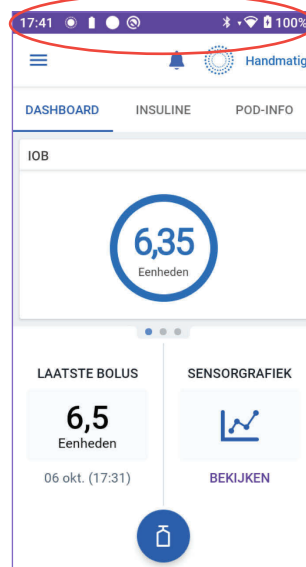 17:41 100%
Handmatig
DASHBOARD INSULINE POD-INFO
IOB
6,35
Eenheden
LAATSTE BOLUS SENSORGRAFIEK
6,5
Eenheden
06 okt. (17:31) BEKIJKEN